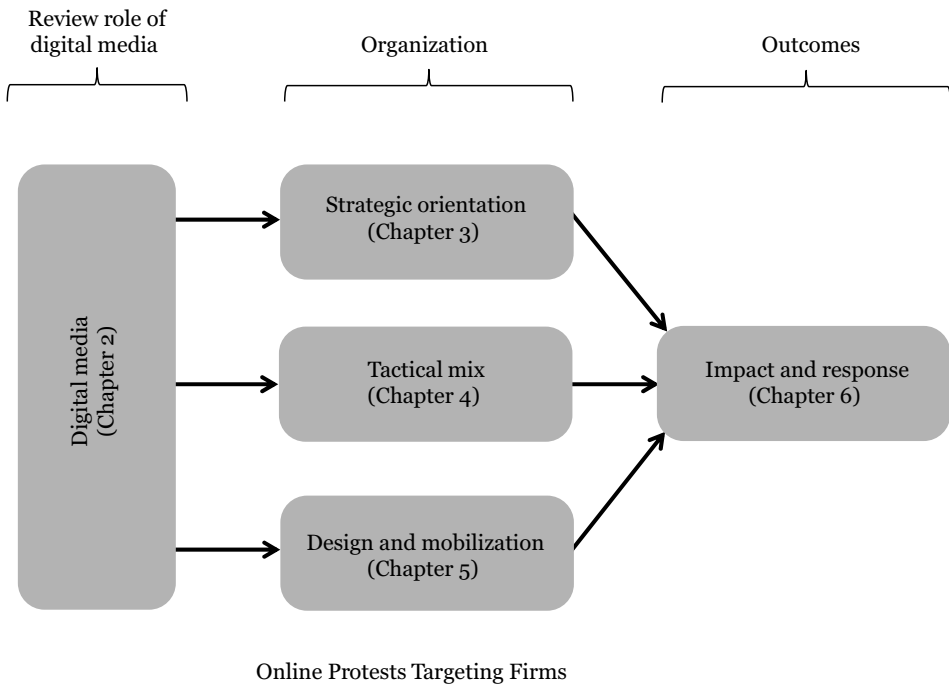 Review role of
digital media
Organization
Outcomes
Digital media
(Chapter 2)
Strategic orientation
(Chapter 3)
Tactical mix
(Chapter 4)
Design and mobilization
(Chapter 5)
Impact and response
(Chapter 6)
Online Protests Targeting Firms